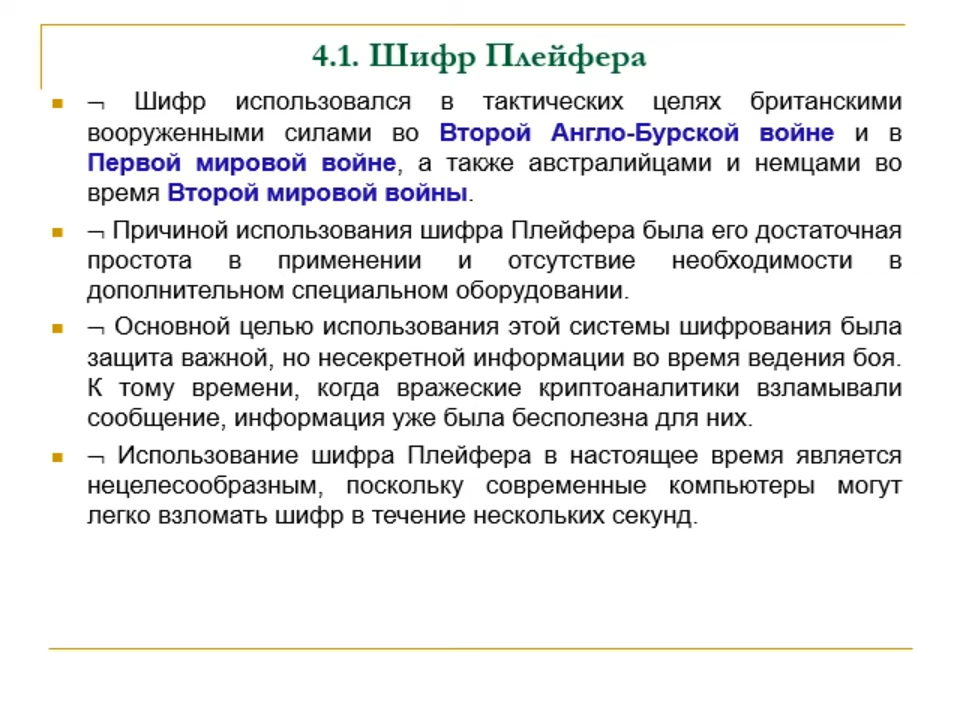 4.1. Шифр Плейфера
¬ Шифр использовался в тактических целях британскими
вооруженными силами во Второй Англо-Бурской войне и в
Первой мировой войне, а также австралийцами и немцами во
время Второй мировой войны.
¬ Причиной использования шифра Плейфера была его достаточная
простота в применении и отсутствие необходимости в
дополнительном специальном оборудовании.
¬ Основной целью использования этой системы шифрования была
защита важной, но несекретной информации во время ведения боя.
К тому времени, когда вражеские криптоаналитики взламывали
сообщение, информация уже была бесполезна для них.
¬ Использование шифра Плейфера в настоящее время является
нецелесообразным, поскольку современные компьютеры могут
легко взломать шифр в течение нескольких секунд.